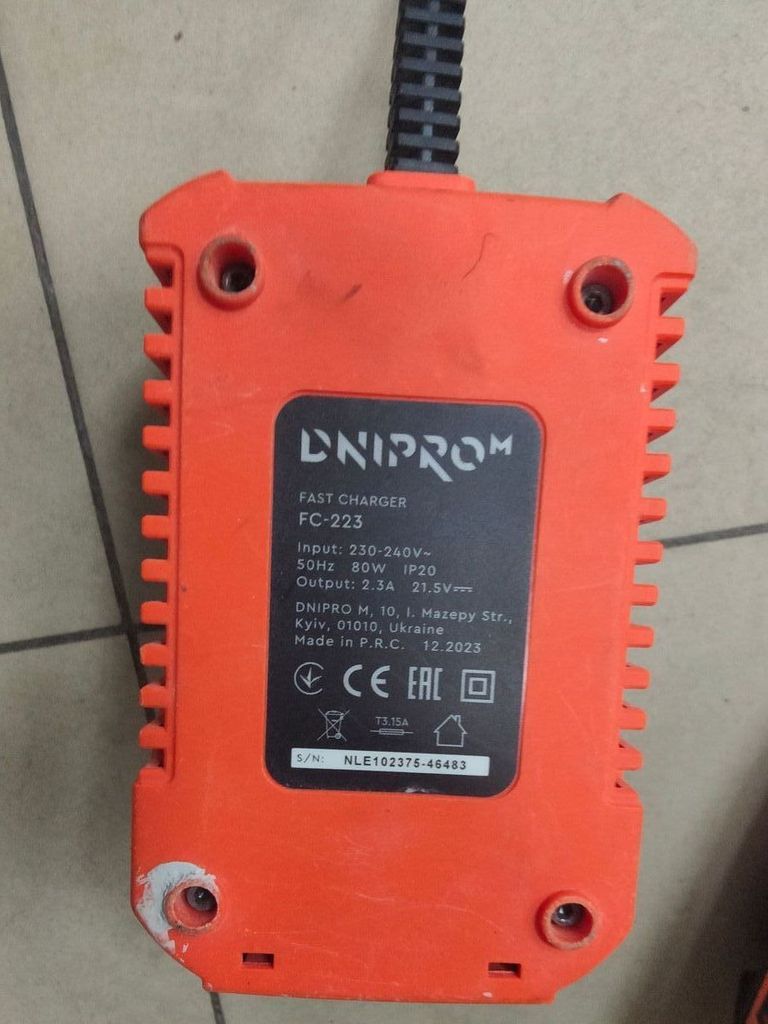 DNIPRO M
FAST CHARGER
FC-223
Input: 230-240V~
50Hz 80W IP20
Output: 2.3A 21.5V⎓
DNIPRO M, 10, I. Mazepy Str.,
Kyiv, 01010, Ukraine
Made in P.R.C. 12.2023
CE EAC
T3.15A
S/N: NLE102375-46483